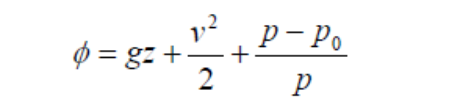 ϕ = gz + v²/2 + (p − p₀)/p